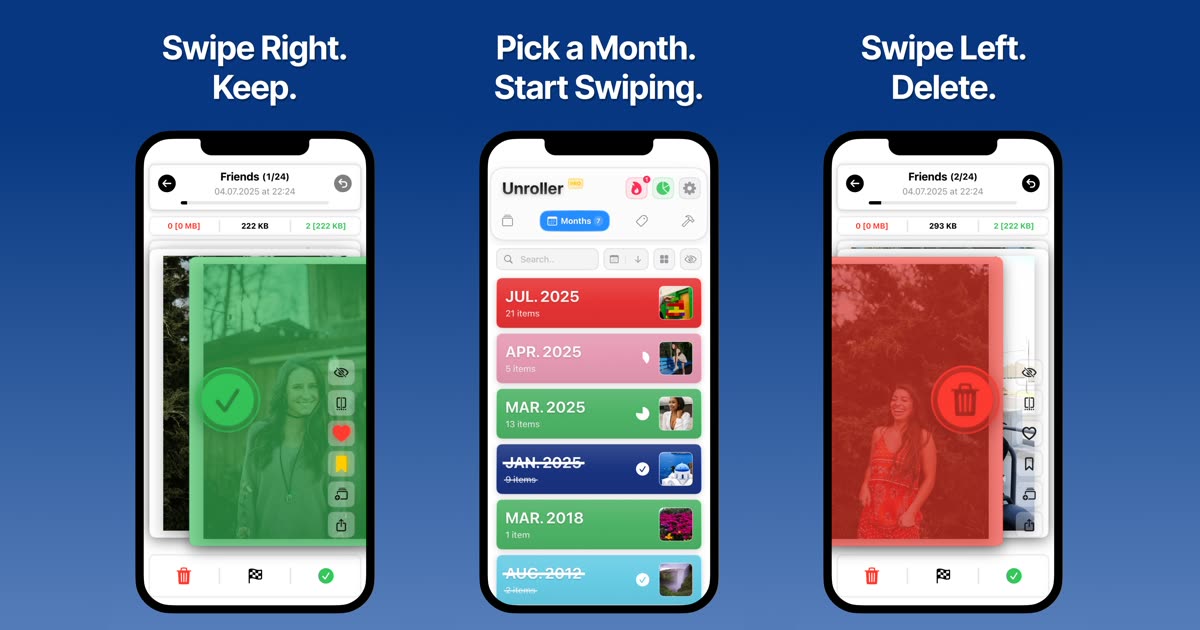 Swipe Right.
Keep.
Friends (1/24)
04.07.2025 at 22:24
0 [0 MB]
222 KB
2 [222 KB]
Pick a Month.
Start Swiping.
Unroller PRO
1
Months 7
Search..
JUL. 2025
21 items
APR. 2025
5 items
MAR. 2025
13 items
JAN. 2025
9 items
MAR. 2018
1 item
AUG. 2012
2 items
Swipe Left.
Delete.
Friends (2/24)
04.07.2025 at 22:24
0 [0 MB]
293 KB
2 [222 KB]